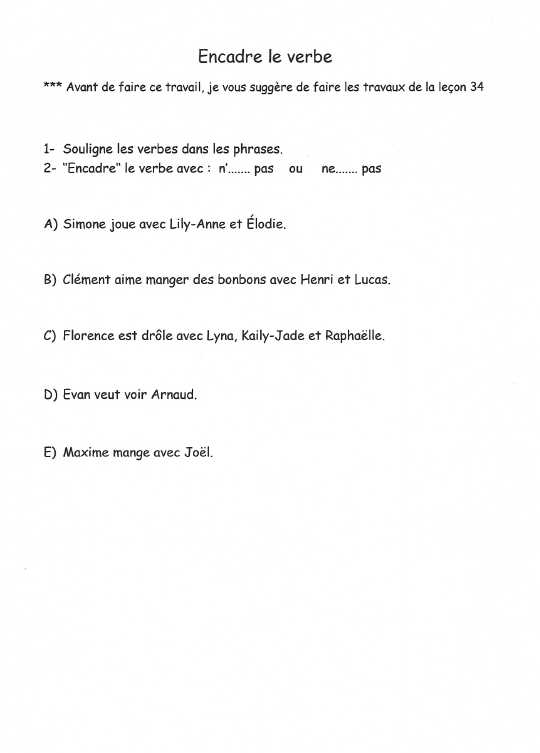 Encadre le verbe
*** Avant de faire ce travail, je vous suggère de faire les travaux de la leçon 34
1- Souligne les verbes dans les phrases.
2- "Encadre" le verbe avec : n'....... pas ou ne....... pas
A) Simone joue avec Lily-Anne et Élodie.
B) Clément aime manger des bonbons avec Henri et Lucas.
C) Florence est drôle avec Lyna, Kaily-Jade et Raphaëlle.
D) Evan veut voir Arnaud.
E) Maxime mange avec Joël.